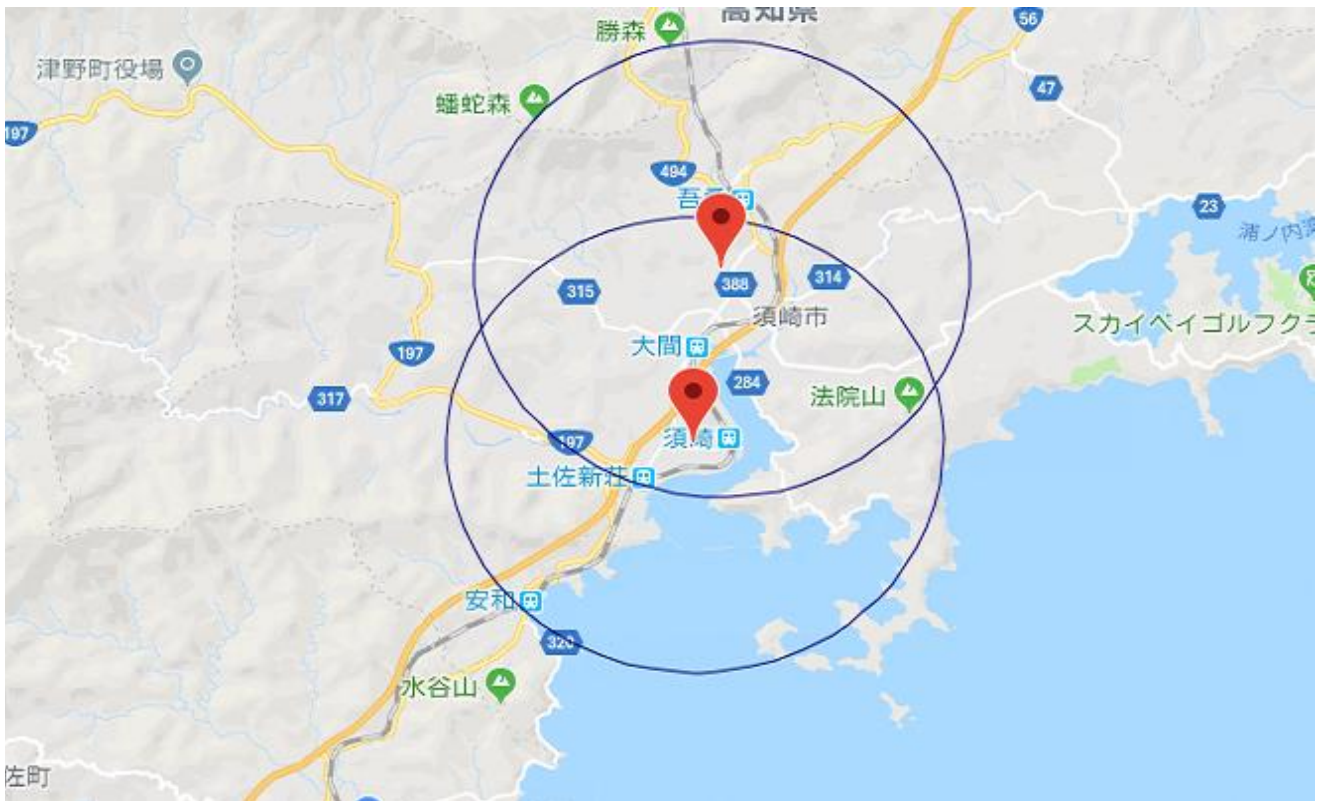 高知県
56
勝森
津野町役場
47
蟠蛇森
197
494
23
浦ノ内湾
388
314
315
須崎市
スカイベイゴルフクラ
大間
197
284
法院山
317
197
須崎
土佐新荘
安和
320
水谷山
佐町